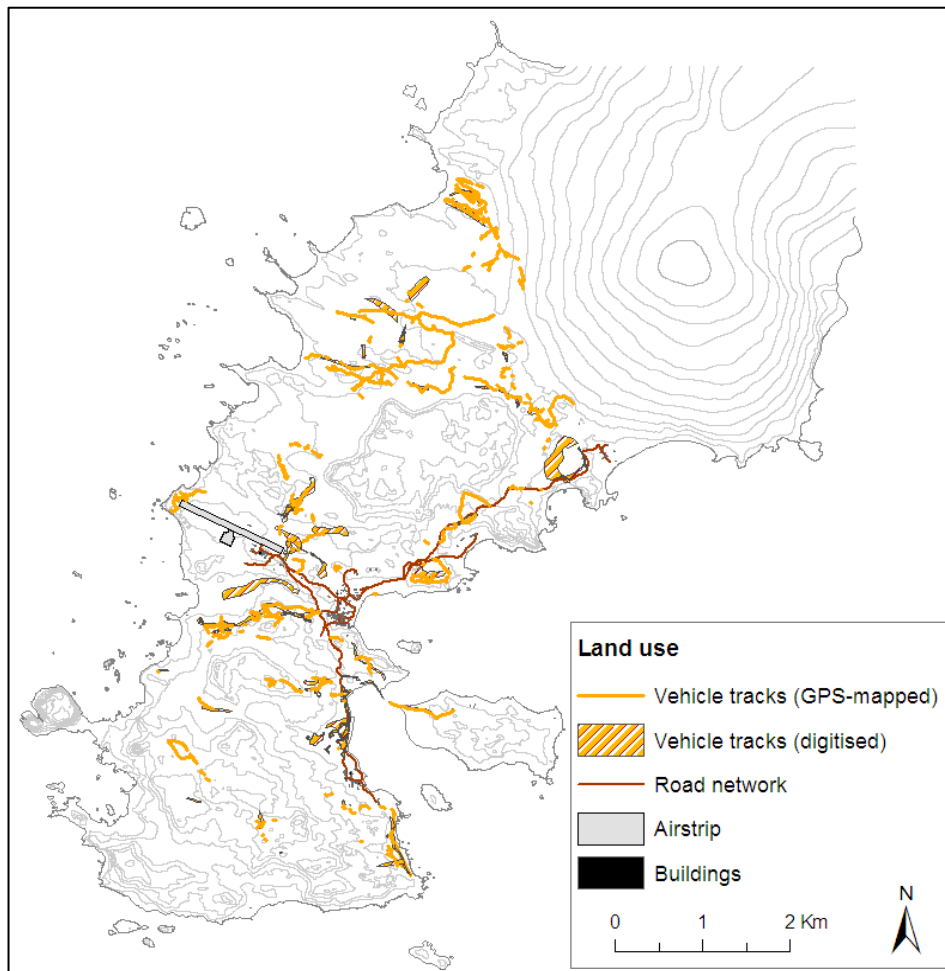 Land use
Vehicle tracks (GPS-mapped)
Vehicle tracks (digitised)
Road network
Airstrip
Buildings
N
0 1 2 Km